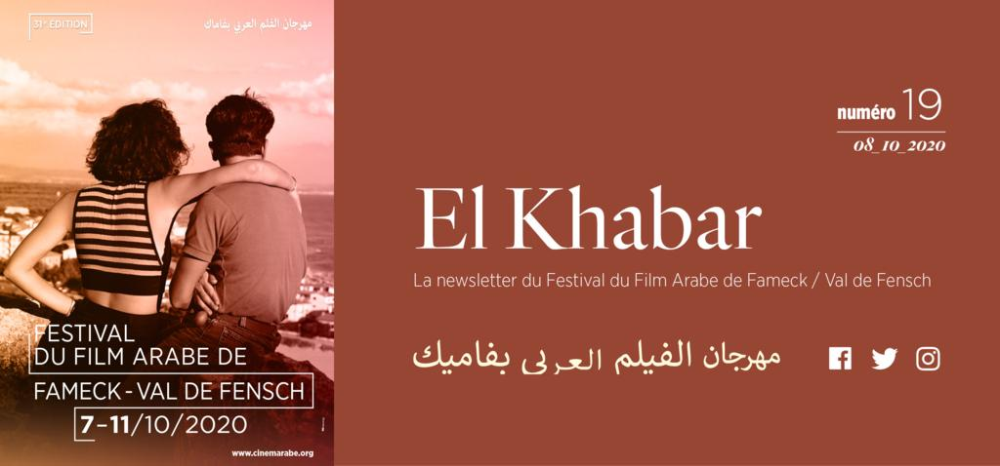 31e ÉDITION
مهرجان الفيلم العربي بفاماك
FESTIVAL
DU FILM ARABE DE
FAMECK - VAL DE FENSCH
7–11/10/2020
www.cinemarabe.org
numéro 19
08_10_2020
El Khabar
La newsletter du Festival du Film Arabe de Fameck / Val de Fensch
مهرجان الفيلم العربي بفاميك